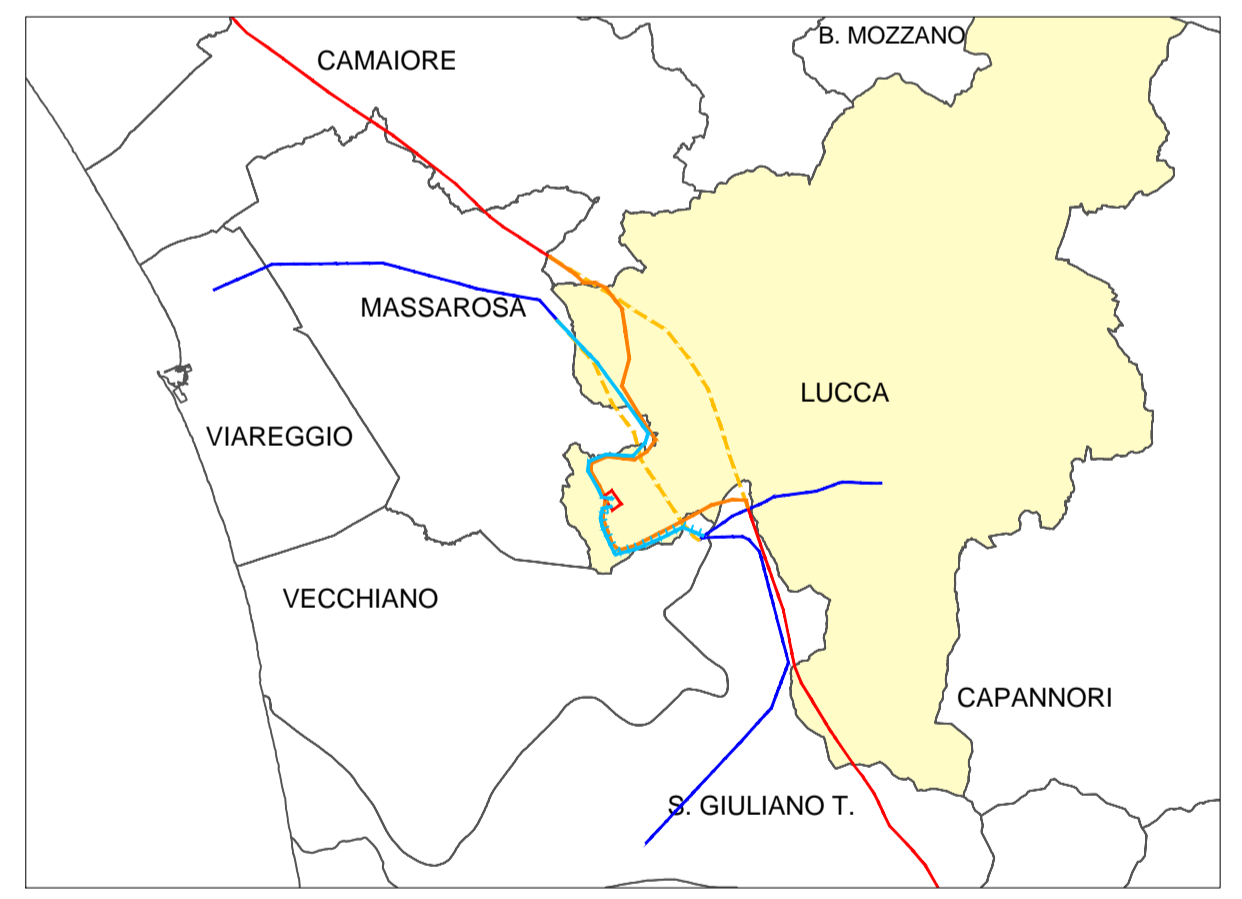 B. MOZZANO
CAMAIORE
MASSAROSA
LUCCA
VIAREGGIO
VECCHIANO
CAPANNORI
S. GIULIANO T.